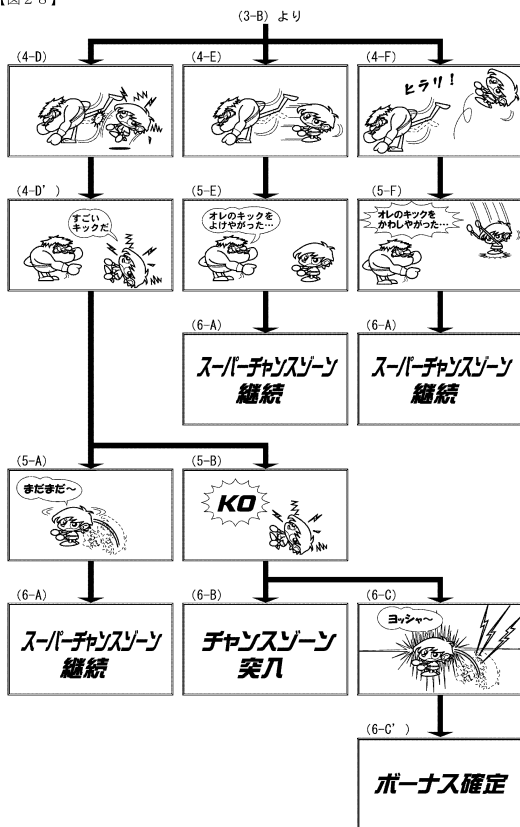 【図２８】
(3-B) より
(4-D)
(4-E)
(4-F)
ヒラリ！
(4-D')
すごい
キックだ
(5-E)
オレのキックを
よけやがった…
(5-F)
オレのキックを
かわしやがった…
(6-A)
スーパーチャンスゾーン
継続
(6-A)
スーパーチャンスゾーン
継続
(5-A)
まだまだ～
(5-B)
KO
(6-A)
スーパーチャンスゾーン
継続
(6-B)
チャンスゾーン
突入
(6-C)
ヨッシャ～
(6-C')
ボーナス確定